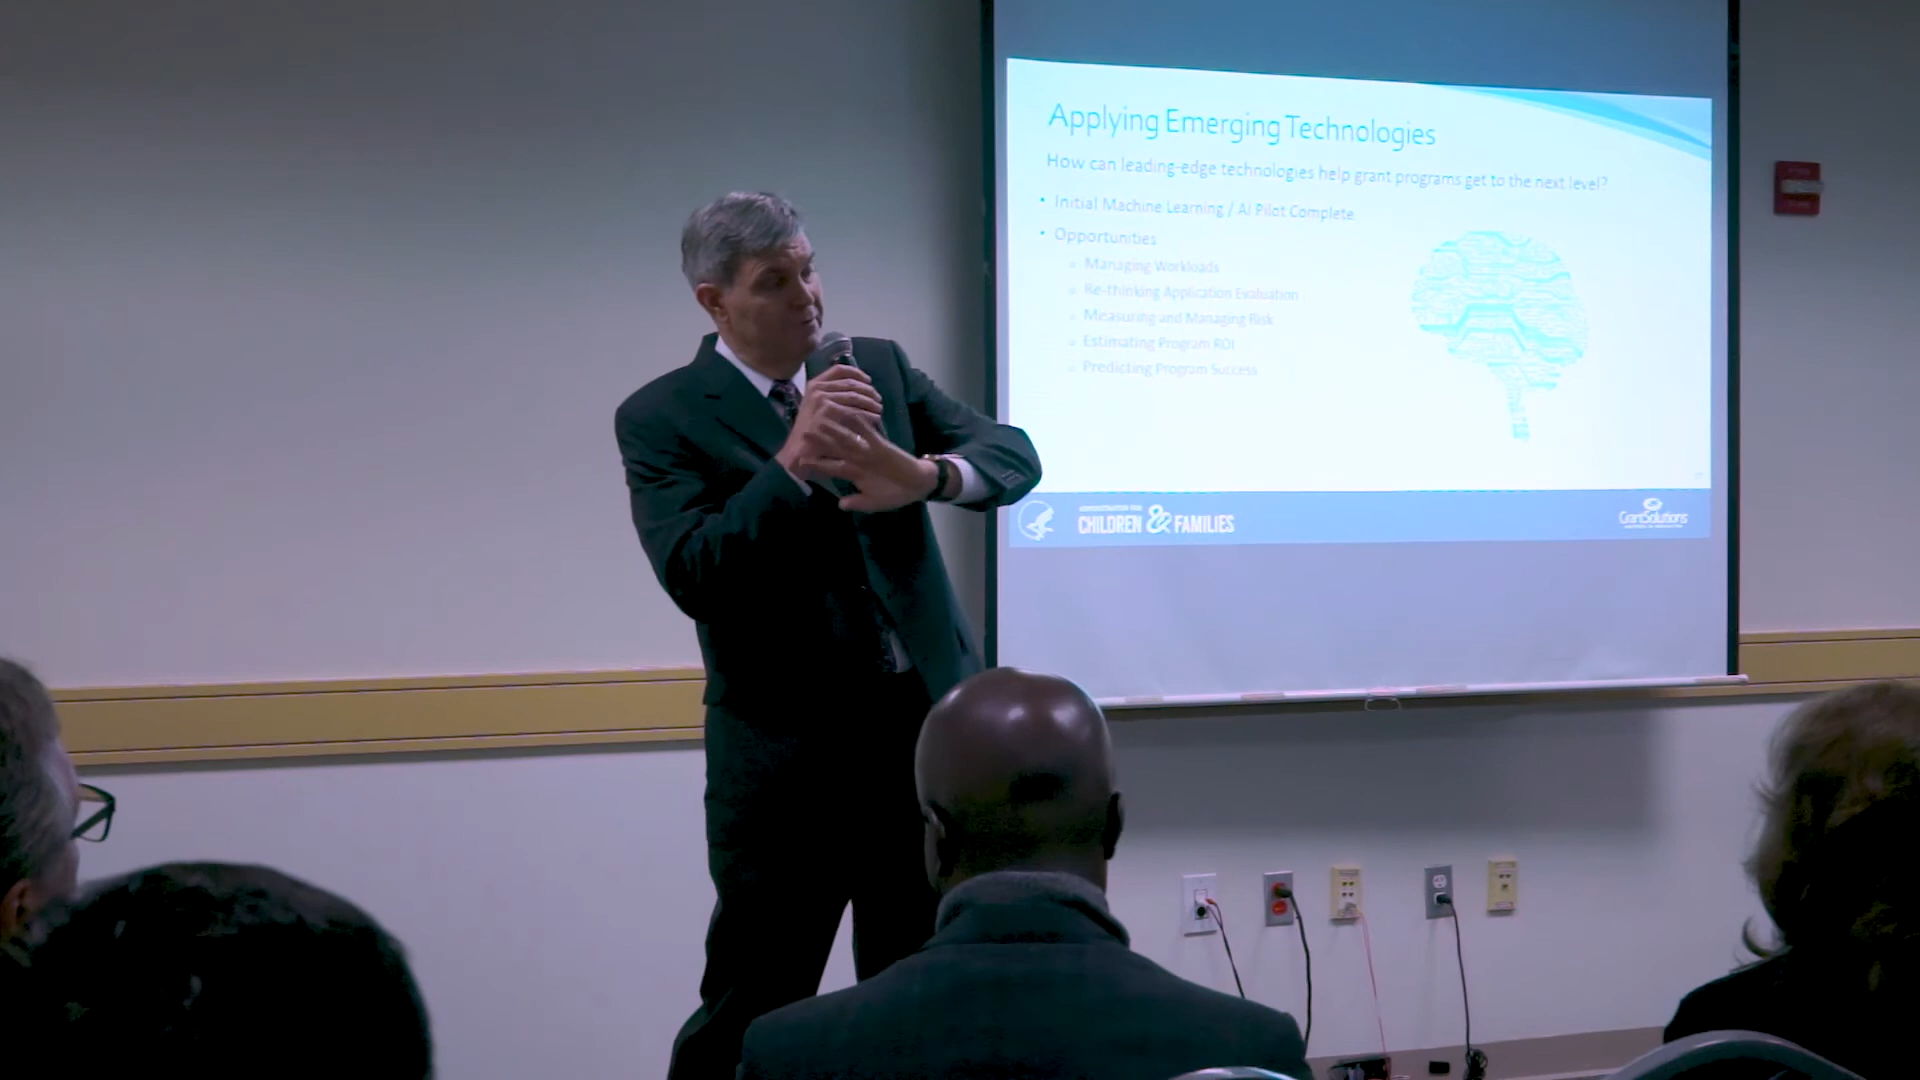 Applying Emerging Technologies
How can leading-edge technologies help grant programs get to the next level?
• Initial Machine Learning / AI Pilot Complete
• Opportunities
Managing Workloads
Re-thinking Application Evaluation
Measuring and Managing Risk
Estimating Program ROI
Predicting Program Success
CHILDREN & FAMILIES
GrantSolutions